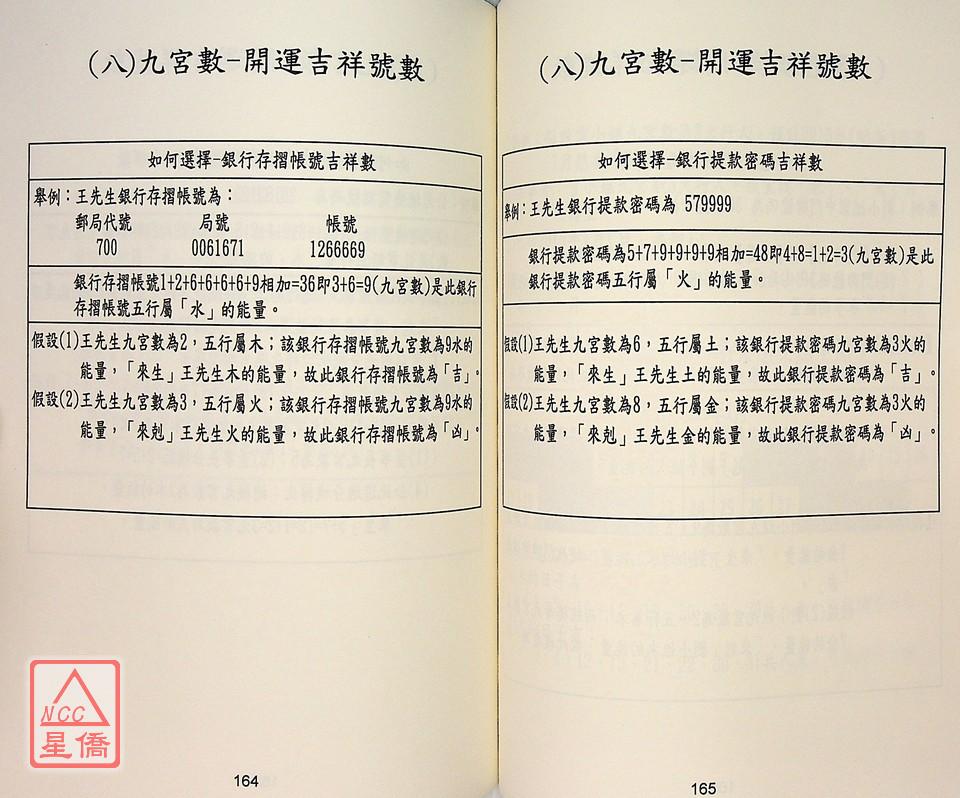 (八)九宮數-開運吉祥號數
如何選擇-銀行存摺帳號吉祥數
舉例：王先生銀行存摺帳號為：
郵局代號 局號 帳號
700 0061671 1266669
銀行存摺帳號1+2+6+6+6+6+9相加=36即3+6=9(九宮數)是此銀行
存摺帳號五行屬「水」的能量。
假設(1)王先生九宮數為2，五行屬木；該銀行存摺帳號九宮數為9水的
能量，「來生」王先生木的能量，故此銀行存摺帳號為「吉」。
假設(2)王先生九宮數為3，五行屬火；該銀行存摺帳號九宮數為9水的
能量，「來剋」王先生火的能量，故此銀行存摺帳號為「凶」。
NCC
星僑
164
(八)九宮數-開運吉祥號數
如何選擇-銀行提款密碼吉祥數
舉例：王先生銀行提款密碼為 579999
銀行提款密碼為5+7+9+9+9+9相加=48即4+8=1+2=3(九宮數)是此
銀行提款密碼五行屬「火」的能量。
假設(1)王先生九宮數為6，五行屬土；該銀行提款密碼九宮數為3火的
能量，「來生」王先生土的能量，故此銀行提款密碼為「吉」。
假設(2)王先生九宮數為8，五行屬金；該銀行提款密碼九宮數為3火的
能量，「來剋」王先生金的能量，故此銀行提款密碼為「凶」。
165